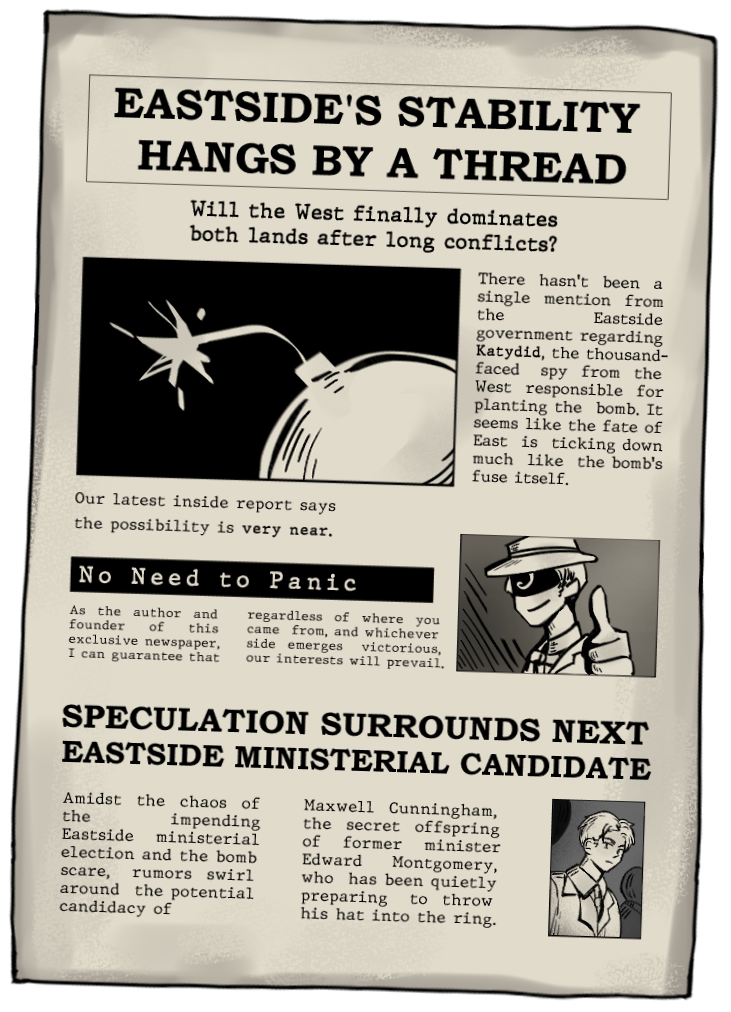 EASTSIDE'S STABILITY
HANGS BY A THREAD
Will the West finally dominates
both lands after long conflicts?
There hasn't been a
single mention from
the Eastside
government regarding
Katydid, the thousand-
faced spy from the
West responsible for
planting the bomb. It
seems like the fate of
East is ticking down
much like the bomb's
fuse itself.
Our latest inside report says
the possibility is very near.
No Need to Panic
As the author and
founder of this
exclusive newspaper,
I can guarantee that
regardless of where you
came from, and whichever
side emerges victorious,
our interests will prevail.
SPECULATION SURROUNDS NEXT
EASTSIDE MINISTERIAL CANDIDATE
Amidst the chaos of
the impending
Eastside ministerial
election and the bomb
scare, rumors swirl
around the potential
candidacy of
Maxwell Cunningham,
the secret offspring
of former minister
Edward Montgomery,
who has been quietly
preparing to throw
his hat into the ring.